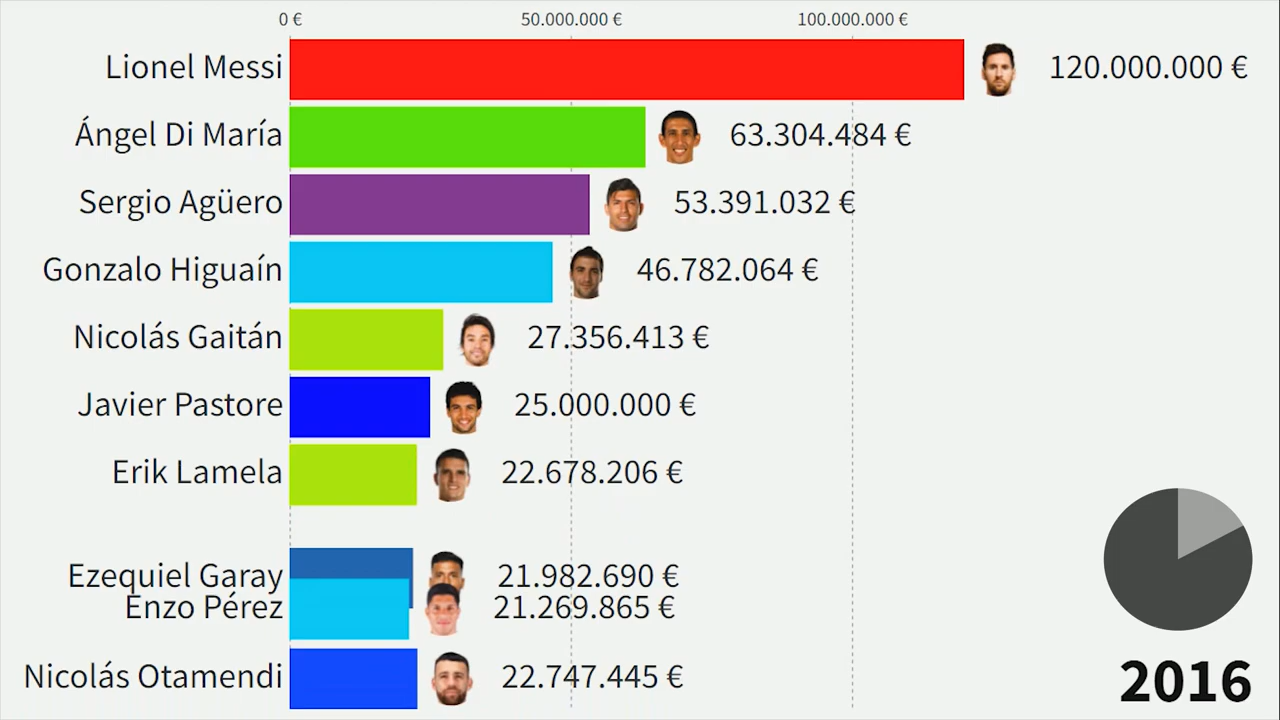 0 € 50.000.000 € 100.000.000 €
Lionel Messi 120.000.000 €
Ángel Di María 63.304.484 €
Sergio Agüero 53.391.032 €
Gonzalo Higuaín 46.782.064 €
Nicolás Gaitán 27.356.413 €
Javier Pastore 25.000.000 €
Erik Lamela 22.678.206 €
Ezequiel Garay 21.982.690 €
Enzo Pérez 21.269.865 €
Nicolás Otamendi 22.747.445 €
2016